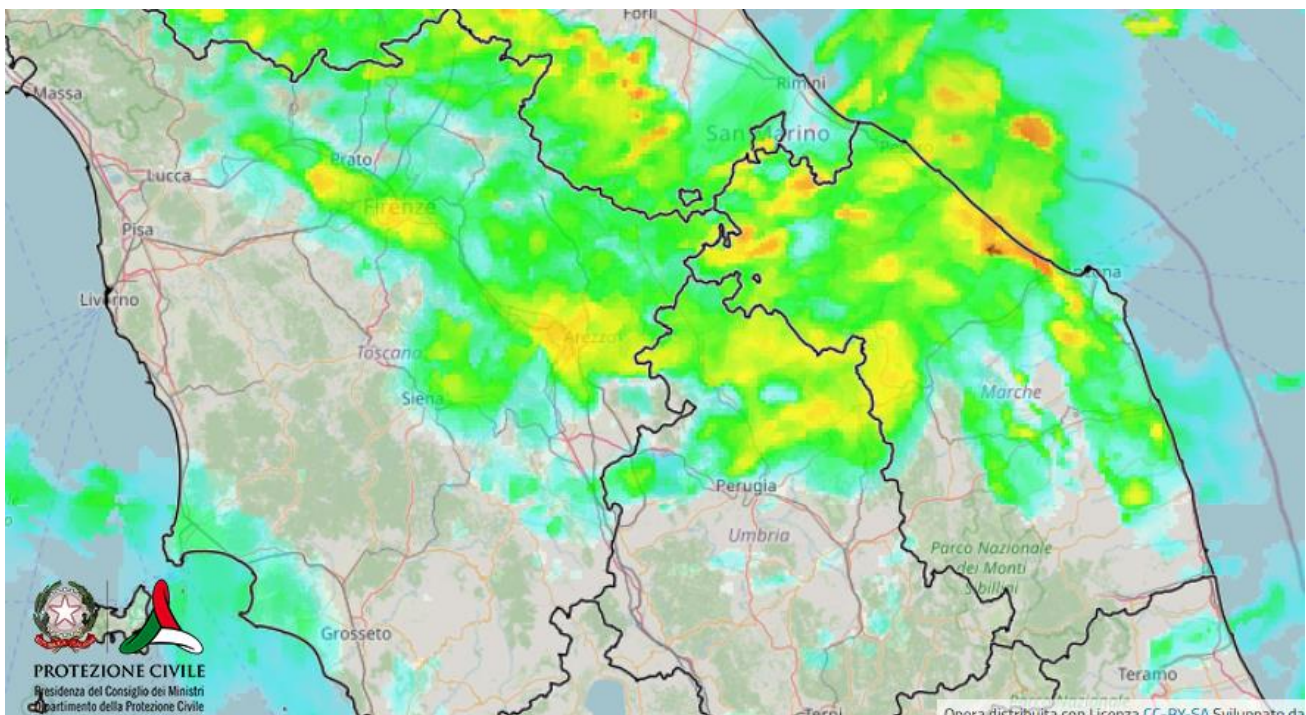 Forlì
Massa
Rimini
San Marino
Prato
Lucca
Firenze
Pisa
Livorno
Arezzo
Toscana
Siena
Marche
Perugia
Umbria
Parco Nazionale
dei Monti
Sibillini
Grosseto
PROTEZIONE CIVILE
Presidenza del Consiglio dei Ministri
Dipartimento della Protezione Civile
Teramo
Opera distribuita con Licenza CC-BY-SA Sviluppato da